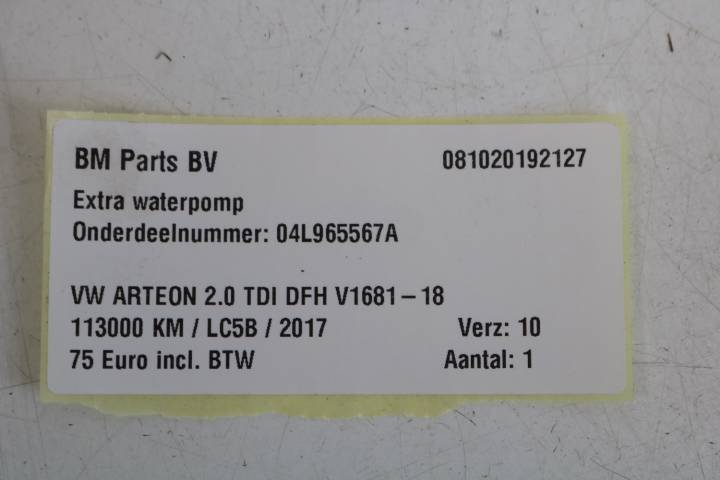 BM Parts BV 081020192127
Extra waterpomp
Onderdeelnummer: 04L965567A
VW ARTEON 2.0 TDI DFH V1681-18
113000 KM / LC5B / 2017 Verz: 10
75 Euro incl. BTW Aantal: 1